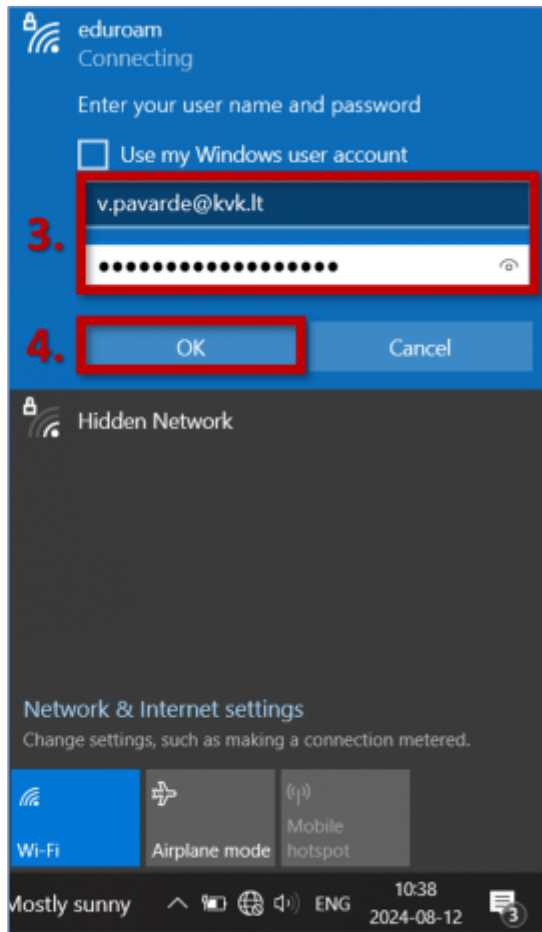 eduroam
Connecting
Enter your user name and password
Use my Windows user account
3.
v.pavarde@kvk.lt
••••••••••••••••••
4.
OK
Cancel
Hidden Network
Network & Internet settings
Change settings, such as making a connection metered.
Wi-Fi
Airplane mode
Mobile
hotspot
Mostly sunny
ENG
10:38
2024-08-12
3